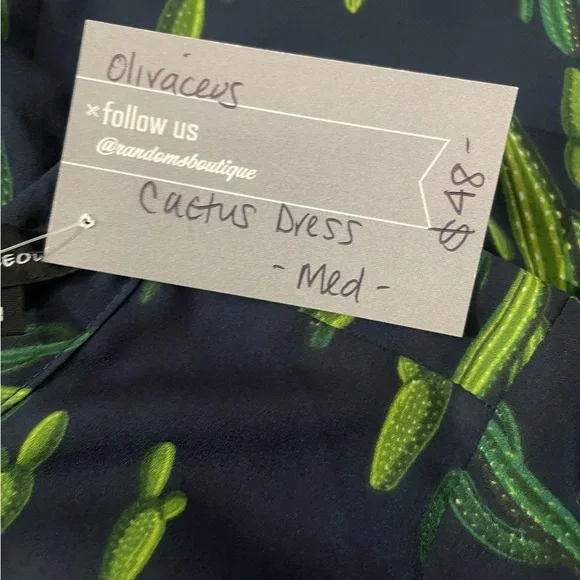 Olivaceus
×follow us
@randomsboutique
Cactus Dress
$48-
-Med-